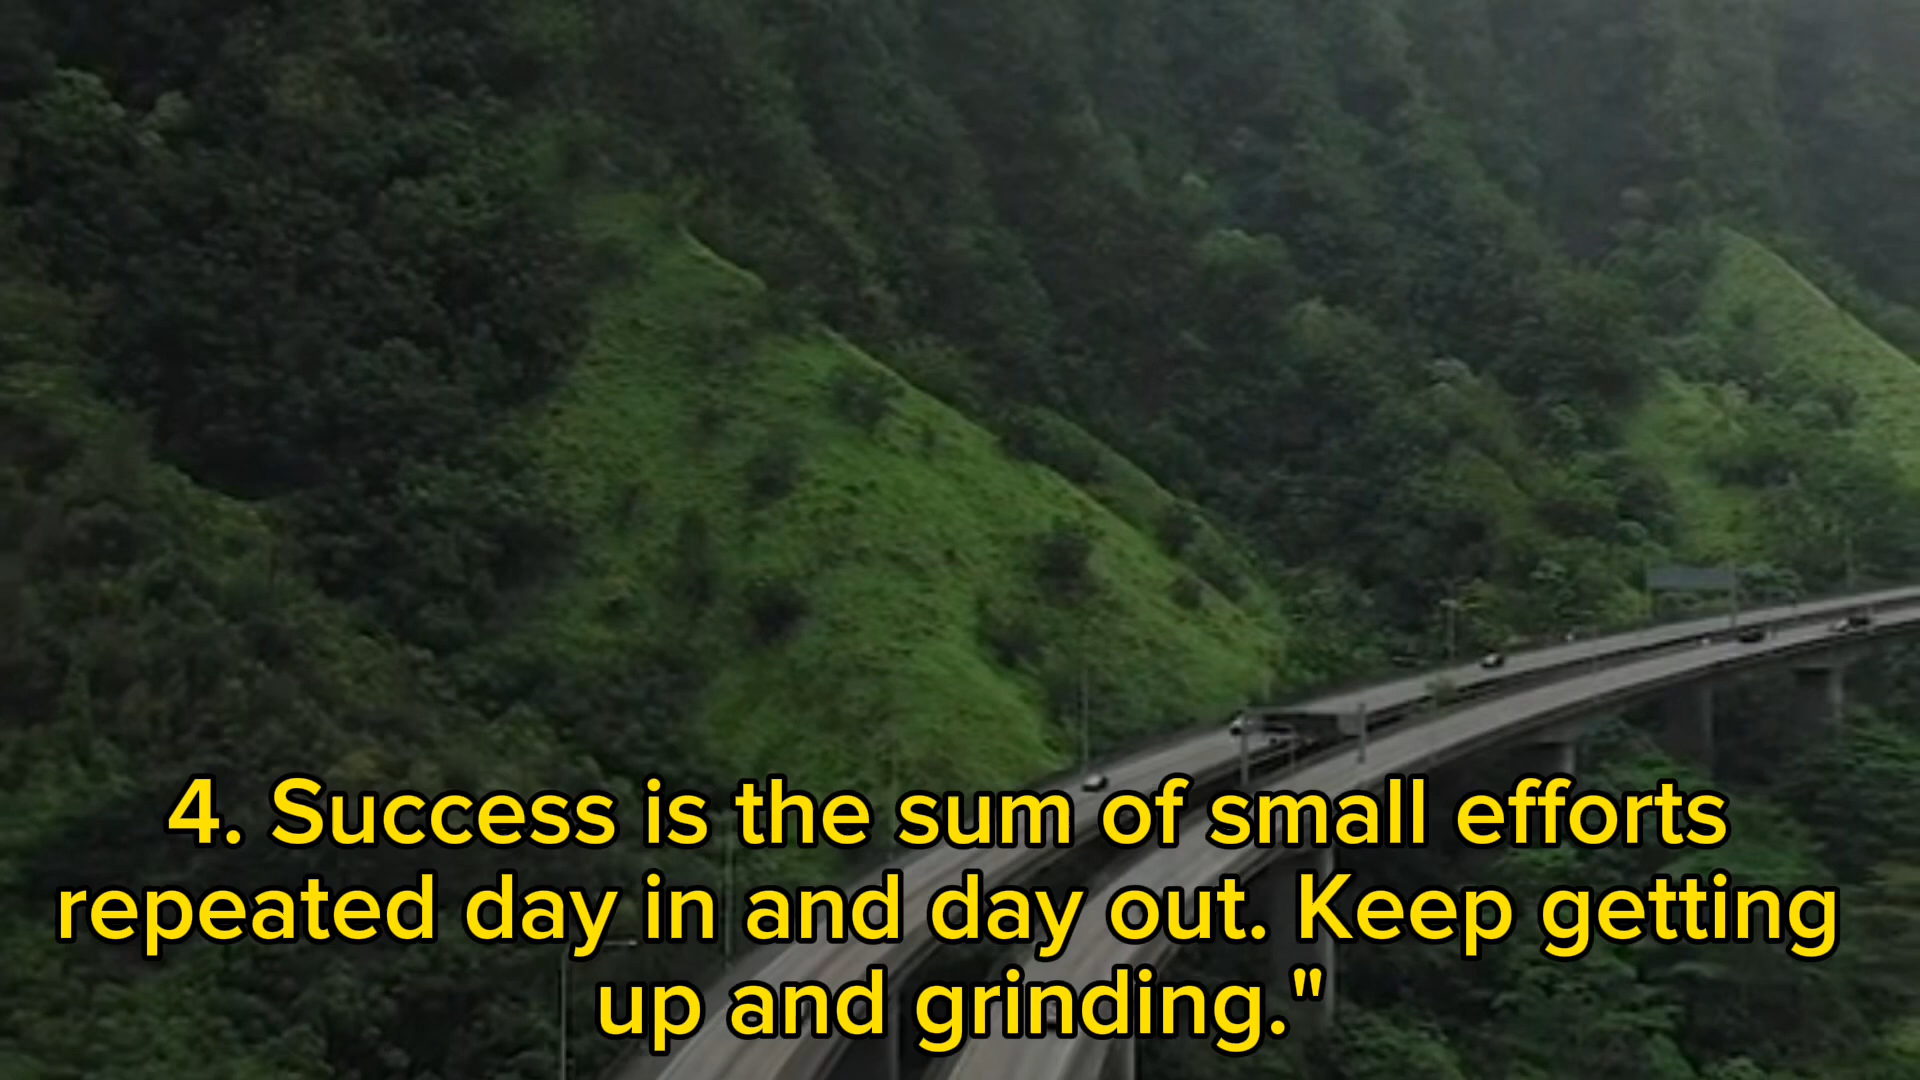 4. Success is the sum of small efforts
repeated day in and day out. Keep getting
up and grinding."